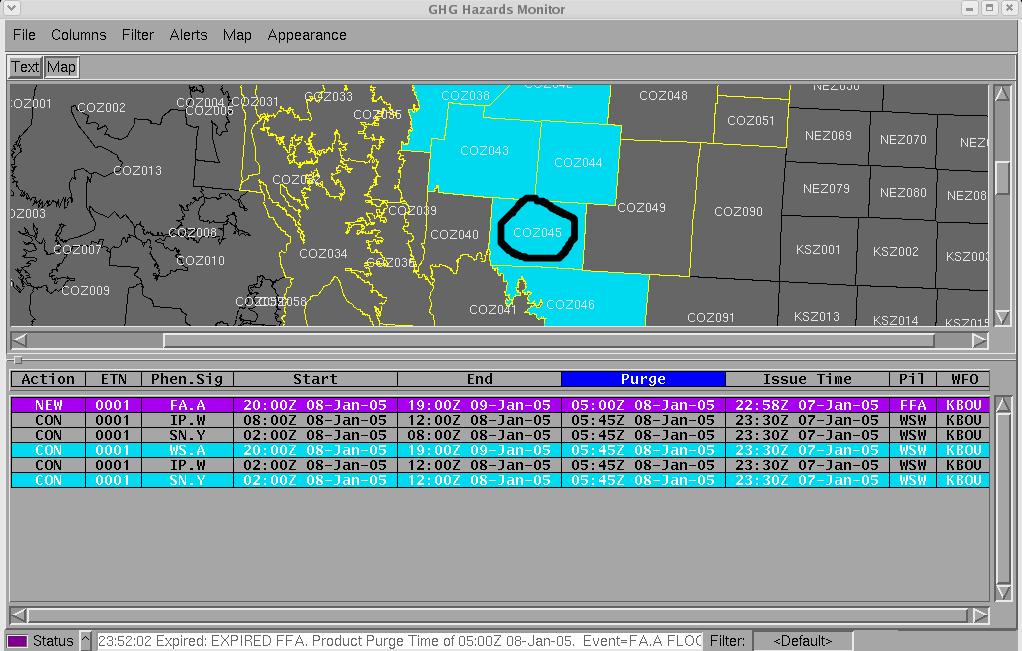 GHG Hazards Monitor
File Columns Filter Alerts Map Appearance
Text Map
COZ001 COZ002 COZ004 COZ005 COZ031 COZ033 COZ035 COZ038 COZ048 COZ051
COZ013 COZ043 COZ044 NEZ069 NEZ070
COZ003 COZ039 COZ049 COZ090 NEZ079 NEZ080
COZ007 COZ008 COZ010 COZ034 COZ036 COZ040 COZ045 KSZ001 KSZ002
COZ009 COZ058 COZ041 COZ046 COZ091 KSZ013 KSZ014
Action ETN Phen.Sig Start End Purge Issue Time Pil WFO
NEW 0001 FA.A 20:00Z 08-Jan-05 19:00Z 09-Jan-05 05:00Z 08-Jan-05 22:58Z 07-Jan-05 FFA KBOU
CON 0001 IP.W 08:00Z 08-Jan-05 12:00Z 08-Jan-05 05:45Z 08-Jan-05 23:30Z 07-Jan-05 WSW KBOU
CON 0001 SN.Y 02:00Z 08-Jan-05 08:00Z 08-Jan-05 05:45Z 08-Jan-05 23:30Z 07-Jan-05 WSW KBOU
CON 0001 WS.A 20:00Z 08-Jan-05 19:00Z 09-Jan-05 05:45Z 08-Jan-05 23:30Z 07-Jan-05 WSW KBOU
CON 0001 IP.W 02:00Z 08-Jan-05 12:00Z 08-Jan-05 05:45Z 08-Jan-05 23:30Z 07-Jan-05 WSW KBOU
CON 0001 SN.Y 02:00Z 08-Jan-05 12:00Z 08-Jan-05 05:45Z 08-Jan-05 23:30Z 07-Jan-05 WSW KBOU
Status ^ 23:52:02 Expired: EXPIRED FFA. Product Purge Time of 05:00Z 08-Jan-05. Event=FA.A FLOO Filter: <Default>